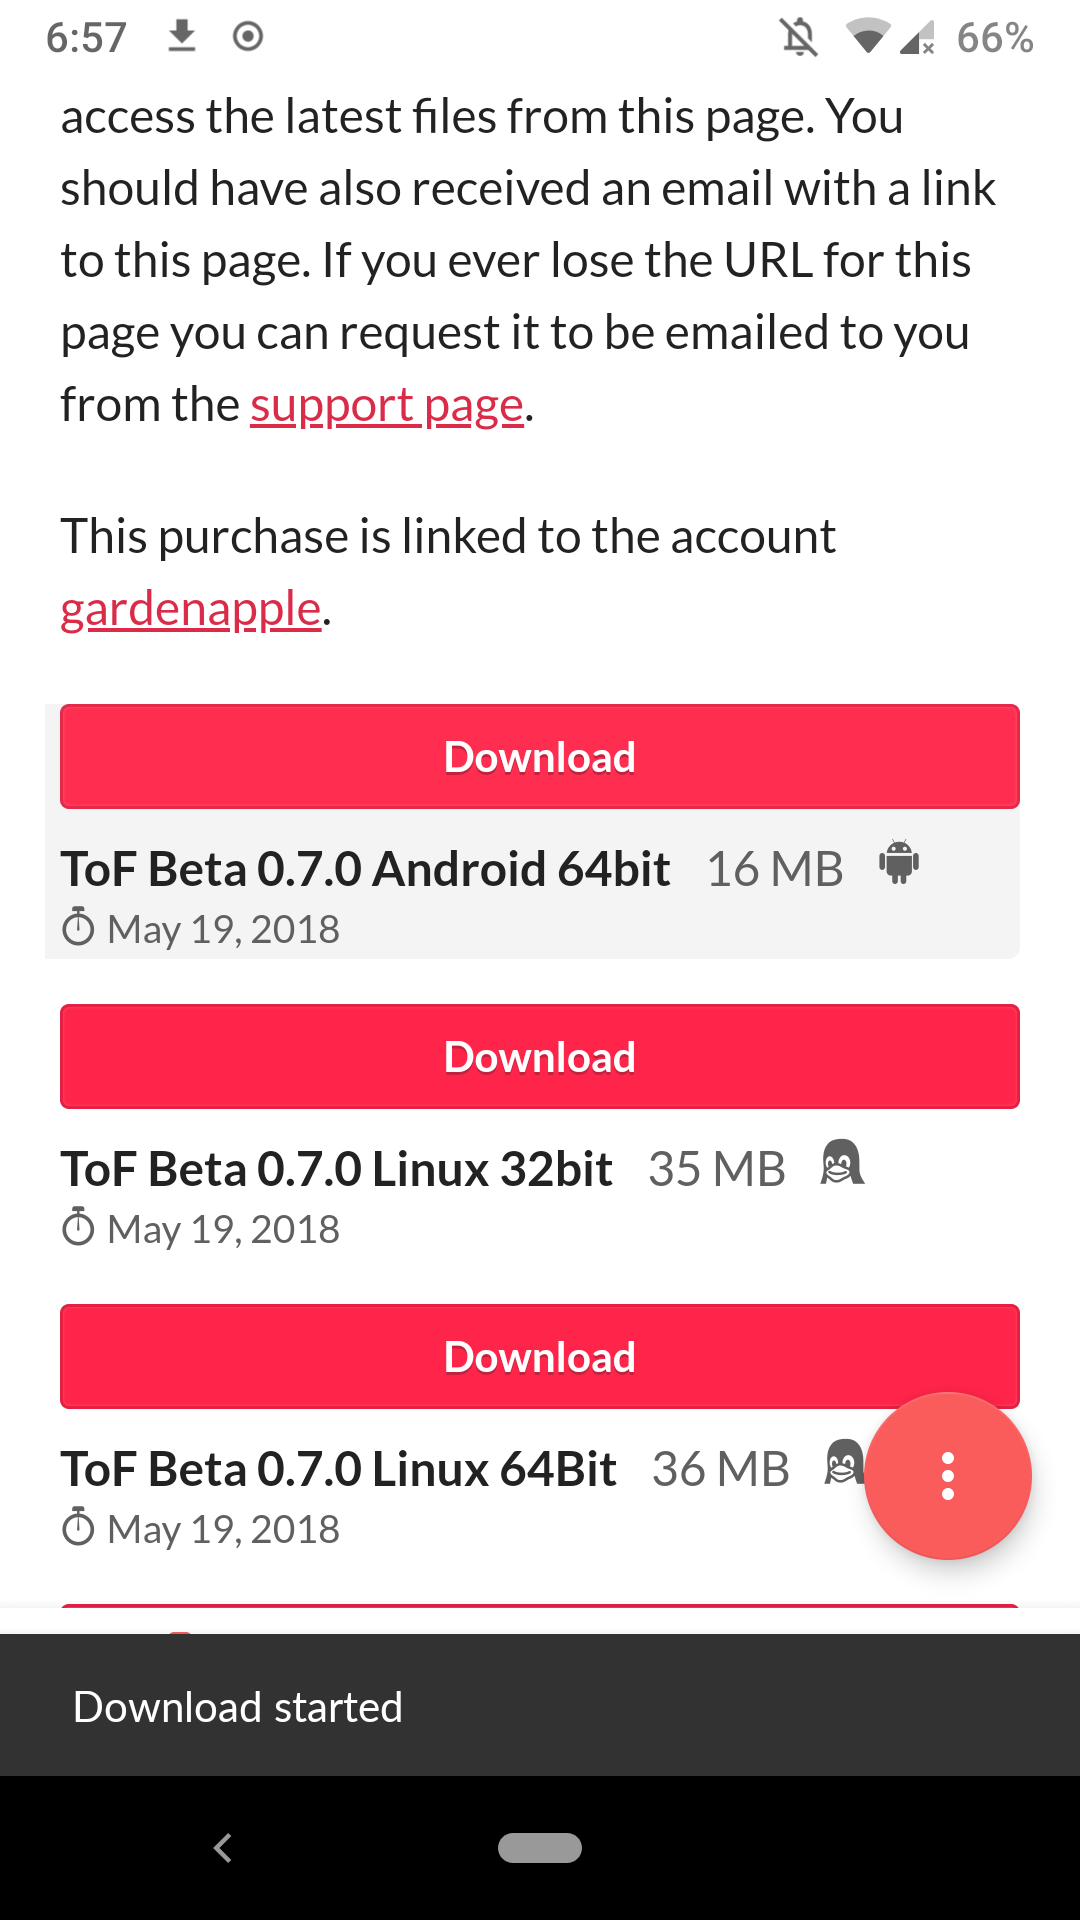 6:57 66%
access the latest files from this page. You
should have also received an email with a link
to this page. If you ever lose the URL for this
page you can request it to be emailed to you
from the support page.
This purchase is linked to the account
gardenapple.
Download
ToF Beta 0.7.0 Android 64bit 16 MB
May 19, 2018
Download
ToF Beta 0.7.0 Linux 32bit 35 MB
May 19, 2018
Download
ToF Beta 0.7.0 Linux 64Bit 36 MB
May 19, 2018
Download started